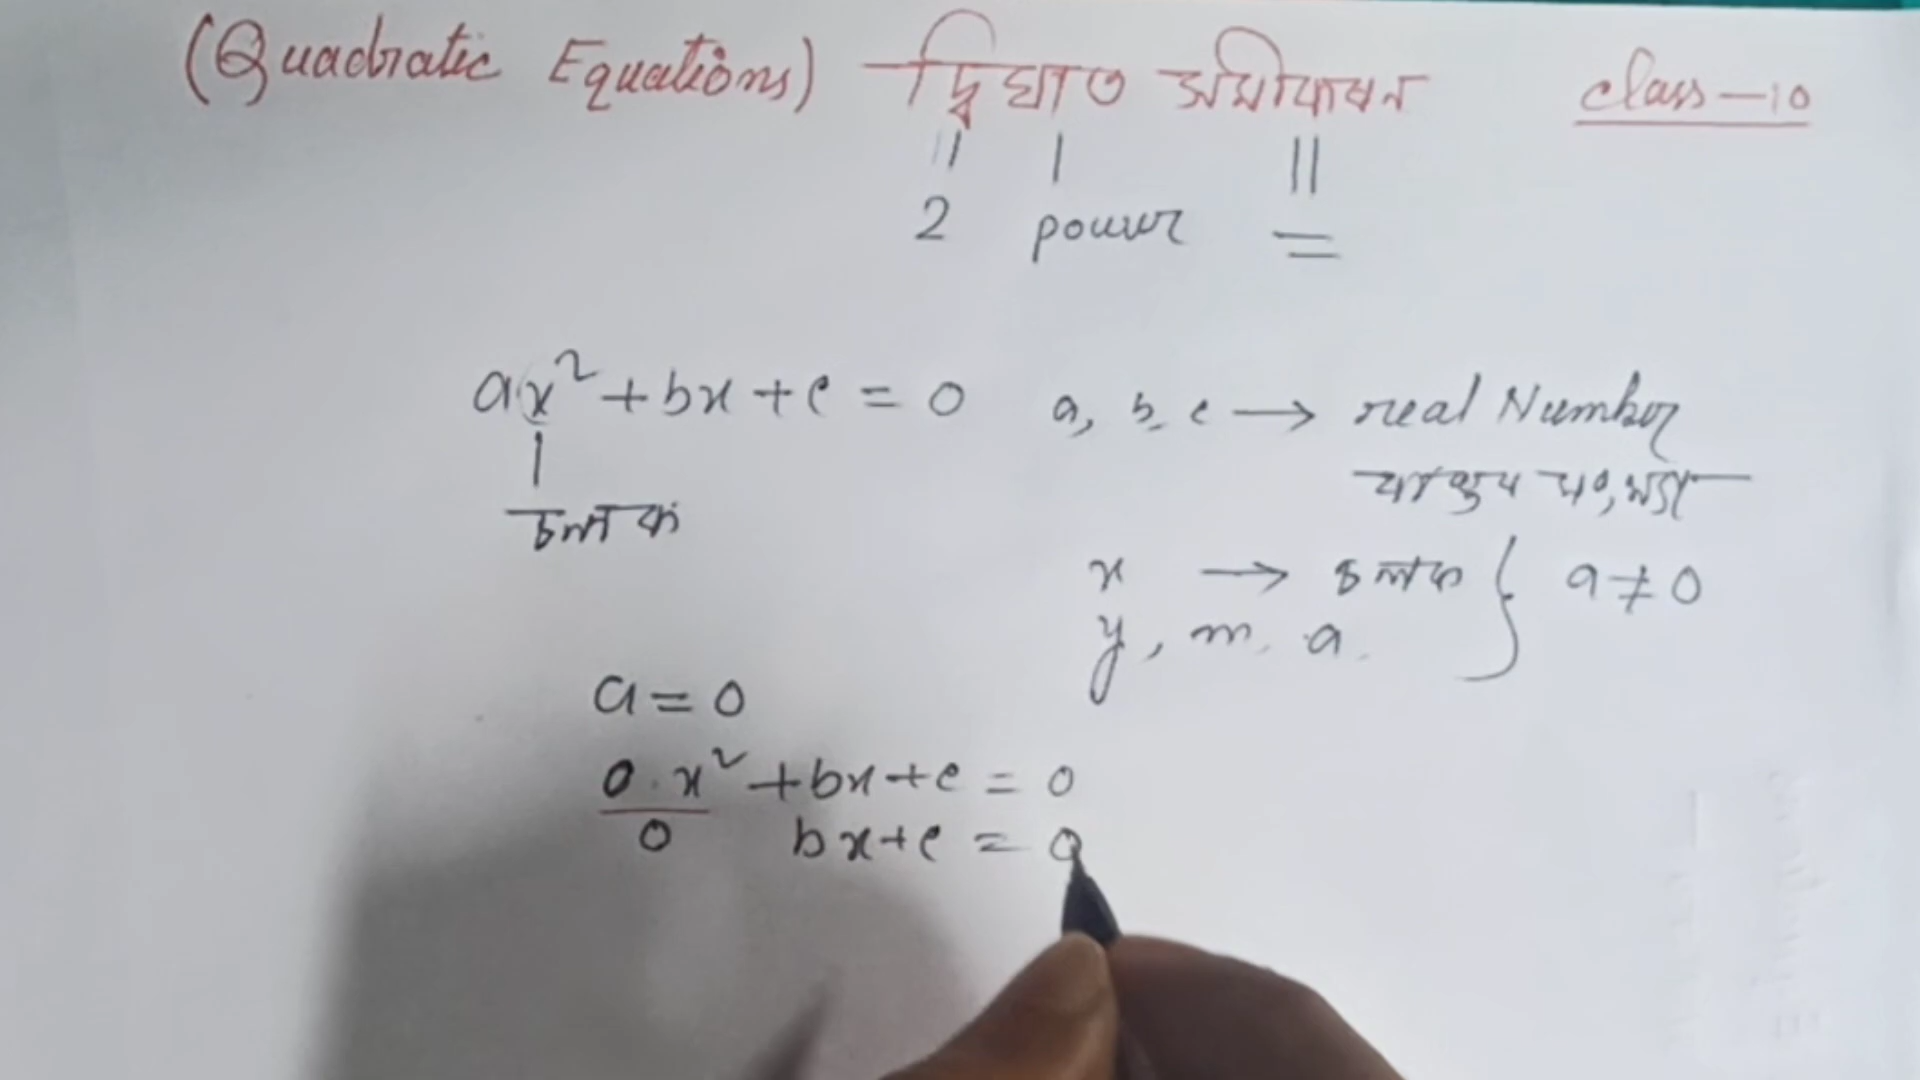 (Quadratic Equations) দ্বিঘাত সমীকরন class-10
2 power =
ax² + bx + c = 0 a, b, c → real Number
চলক বাস্তব সংখ্যা
x → চলক } a ≠ 0
y, m, a.
a = 0
0 . x² + bx + c = 0
0 bx + c = 0